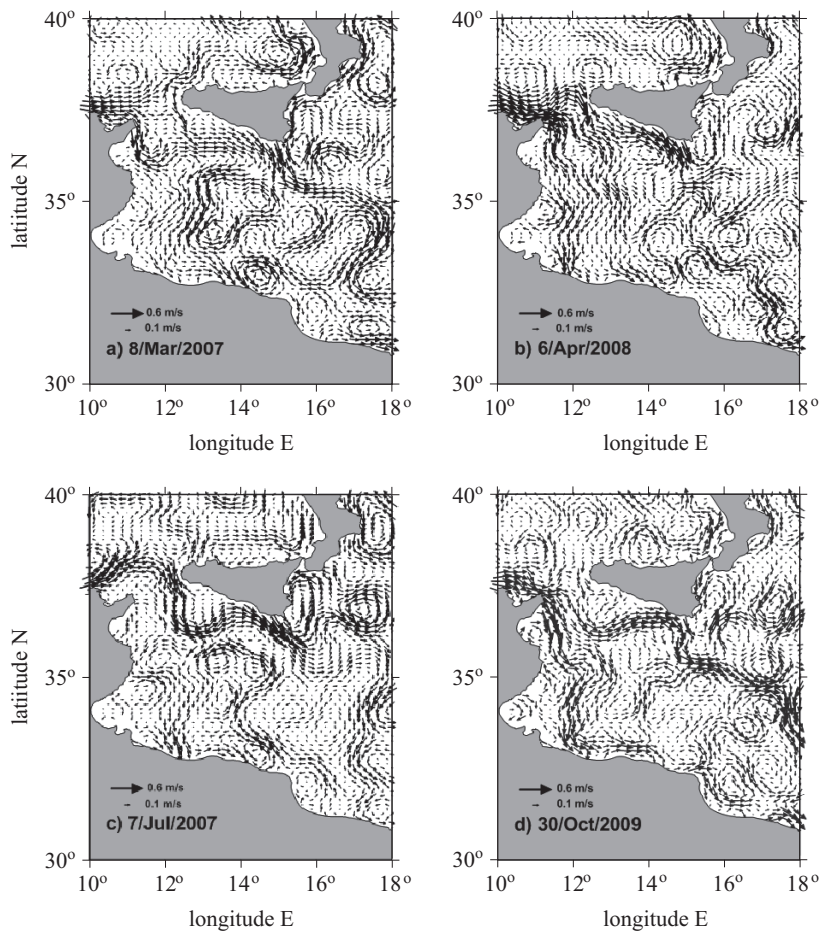 40° 40°
latiitude N
35° 35°
0.6 m/s 0.6 m/s
0.1 m/s 0.1 m/s
a) 8/Mar/2007 b) 6/Apr/2008
30° 30°
10° 12° 14° 16° 18° 10° 12° 14° 16° 18°
longitude E longitude E
40° 40°
latiitude N
35° 35°
0.6 m/s 0.6 m/s
0.1 m/s 0.1 m/s
c) 7/Jul/2007 d) 30/Oct/2009
30° 30°
10° 12° 14° 16° 18° 10° 12° 14° 16° 18°
longitude E longitude E